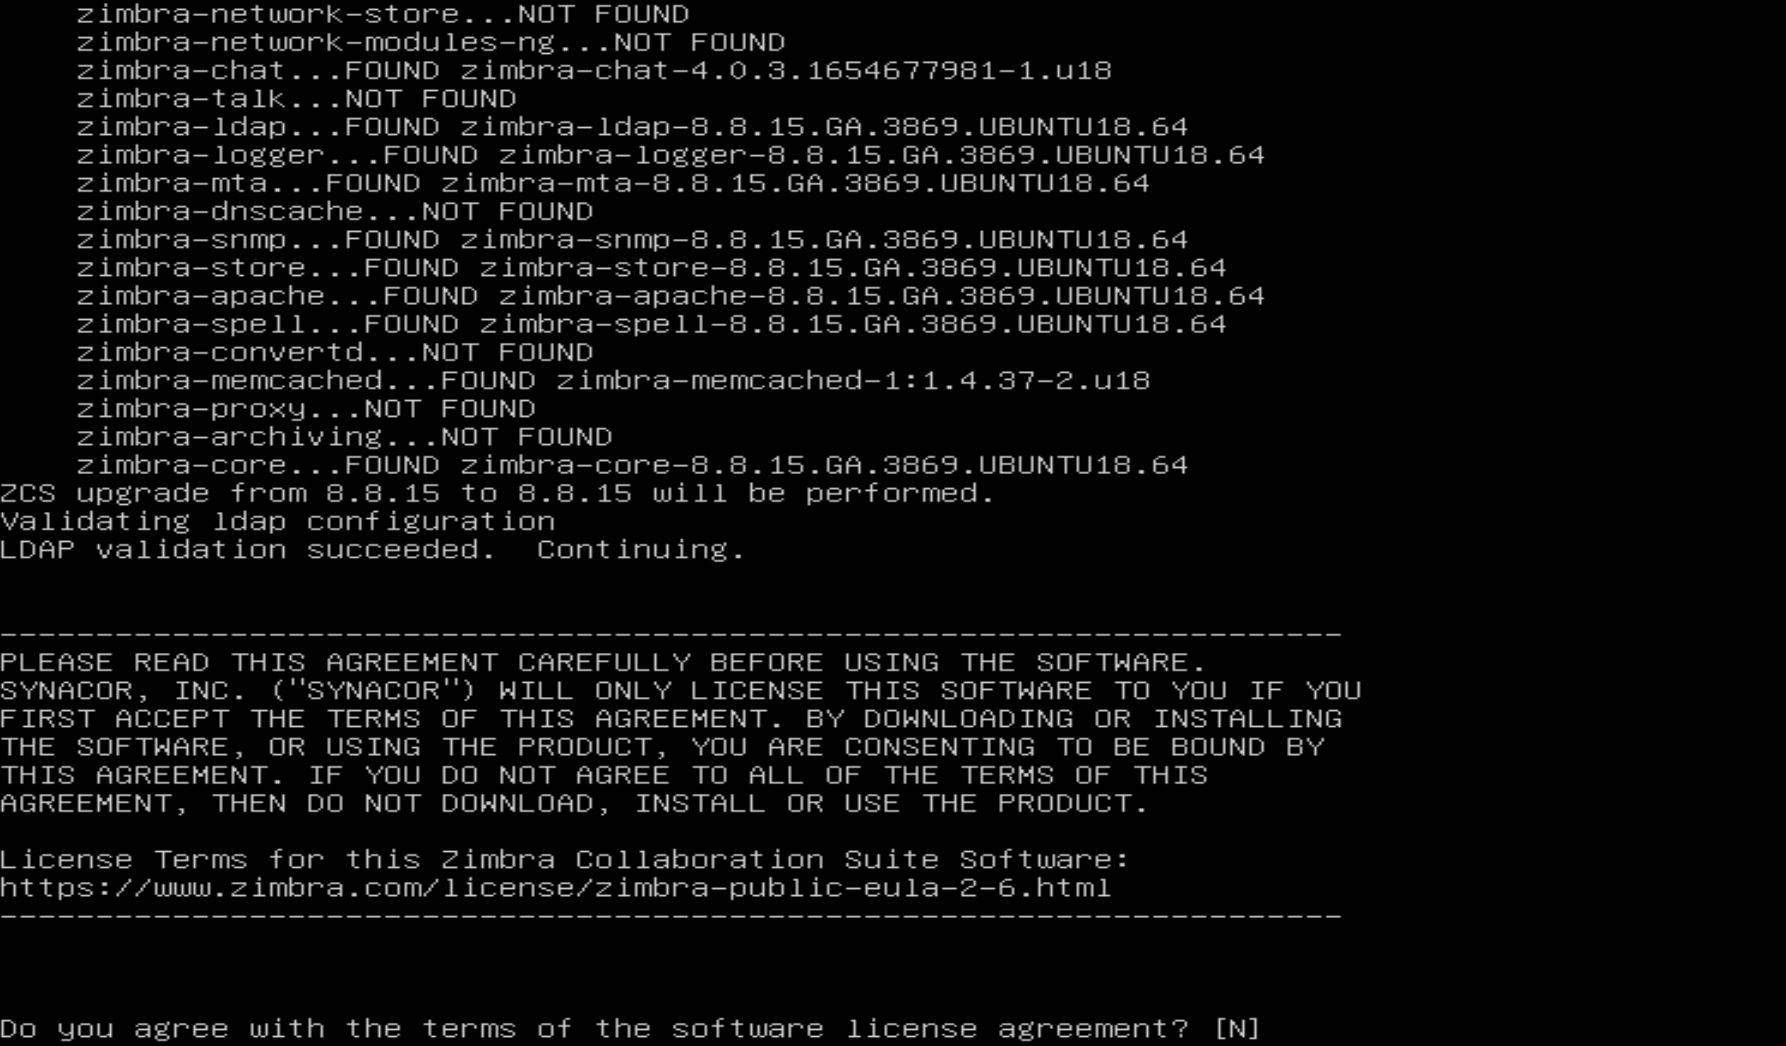 zimbra-network-store...NOT FOUND
zimbra-network-modules-ng...NOT FOUND
zimbra-chat...FOUND zimbra-chat-4.0.3.1654677981-1.u18
zimbra-talk...NOT FOUND
zimbra-ldap...FOUND zimbra-ldap-8.8.15.GA.3869.UBUNTU18.64
zimbra-logger...FOUND zimbra-logger-8.8.15.GA.3869.UBUNTU18.64
zimbra-mta...FOUND zimbra-mta-8.8.15.GA.3869.UBUNTU18.64
zimbra-dnscache...NOT FOUND
zimbra-snmp...FOUND zimbra-snmp-8.8.15.GA.3869.UBUNTU18.64
zimbra-store...FOUND zimbra-store-8.8.15.GA.3869.UBUNTU18.64
zimbra-apache...FOUND zimbra-apache-8.8.15.GA.3869.UBUNTU18.64
zimbra-spell...FOUND zimbra-spell-8.8.15.GA.3869.UBUNTU18.64
zimbra-convertd...NOT FOUND
zimbra-memcached...FOUND zimbra-memcached-1:1.4.37-2.u18
zimbra-proxy...NOT FOUND
zimbra-archiving...NOT FOUND
zimbra-core...FOUND zimbra-core-8.8.15.GA.3869.UBUNTU18.64
ZCS upgrade from 8.8.15 to 8.8.15 will be performed.
Validating ldap configuration
LDAP validation succeeded.  Continuing.
----------------------------------------------------------------------
PLEASE READ THIS AGREEMENT CAREFULLY BEFORE USING THE SOFTWARE.
SYNACOR, INC. ("SYNACOR") WILL ONLY LICENSE THIS SOFTWARE TO YOU IF YOU
FIRST ACCEPT THE TERMS OF THIS AGREEMENT. BY DOWNLOADING OR INSTALLING
THE SOFTWARE, OR USING THE PRODUCT, YOU ARE CONSENTING TO BE BOUND BY
THIS AGREEMENT. IF YOU DO NOT AGREE TO ALL OF THE TERMS OF THIS
AGREEMENT, THEN DO NOT DOWNLOAD, INSTALL OR USE THE PRODUCT.
License Terms for this Zimbra Collaboration Suite Software:
https://www.zimbra.com/license/zimbra-public-eula-2-6.html
----------------------------------------------------------------------
Do you agree with the terms of the software license agreement? [N]